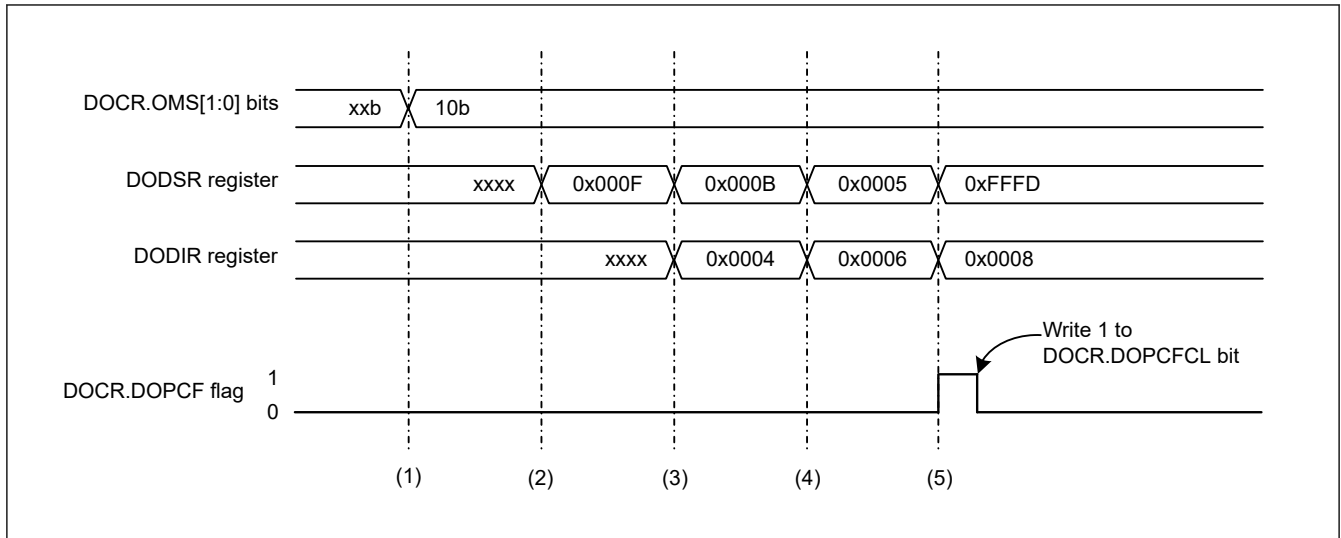 DOCR.OMS[1:0] bits xxb 10b
DODSR register xxxx 0x000F 0x000B 0x0005 0xFFFD
DODIR register xxxx 0x0004 0x0006 0x0008
Write 1 to
DOCR.DOPCFCL bit
DOCR.DOPCF flag 1
0
(1) (2) (3) (4) (5)